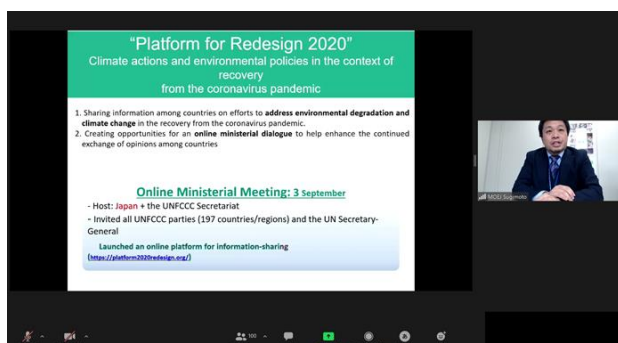 “Platform for Redesign 2020”
Climate actions and environmental policies in the context of
recovery
from the coronavirus pandemic
1. Sharing information among countries on efforts to address environmental degradation and
climate change in the recovery from the coronavirus pandemic.
2. Creating opportunities for an online ministerial dialogue to help enhance the continued
exchange of opinions among countries
Online Ministerial Meeting: 3 September
- Host: Japan + the UNFCCC Secretariat
- Invited all UNFCCC parties (197 countries/regions) and the UN Secretary-
General
Launched an online platform for information-sharing
(https://platform2020redesign.org/)
Sugimoto
100